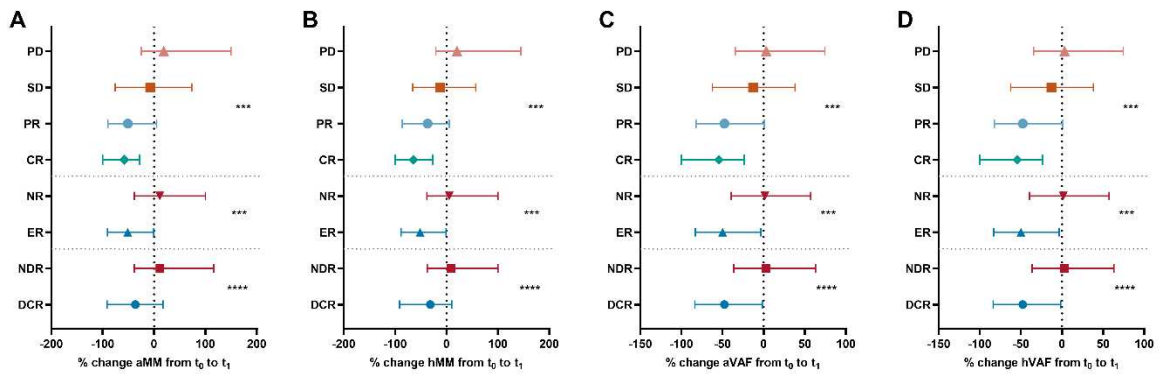 A
PD
SD
***
PR
CR
NR
***
ER
NDR
****
DCR
-200 -100 0 100 200
% change aMM from t0 to t1
B
PD
SD
***
PR
CR
NR
***
ER
NDR
****
DCR
-200 -100 0 100 200
% change hMM from t0 to t1
C
PD
SD
***
PR
CR
NR
***
ER
NDR
****
DCR
-150 -100 -50 0 50 100
% change aVAF from t0 to t1
D
PD
SD
***
PR
CR
NR
***
ER
NDR
****
DCR
-150 -100 -50 0 50 100
% change hVAF from t0 to t1